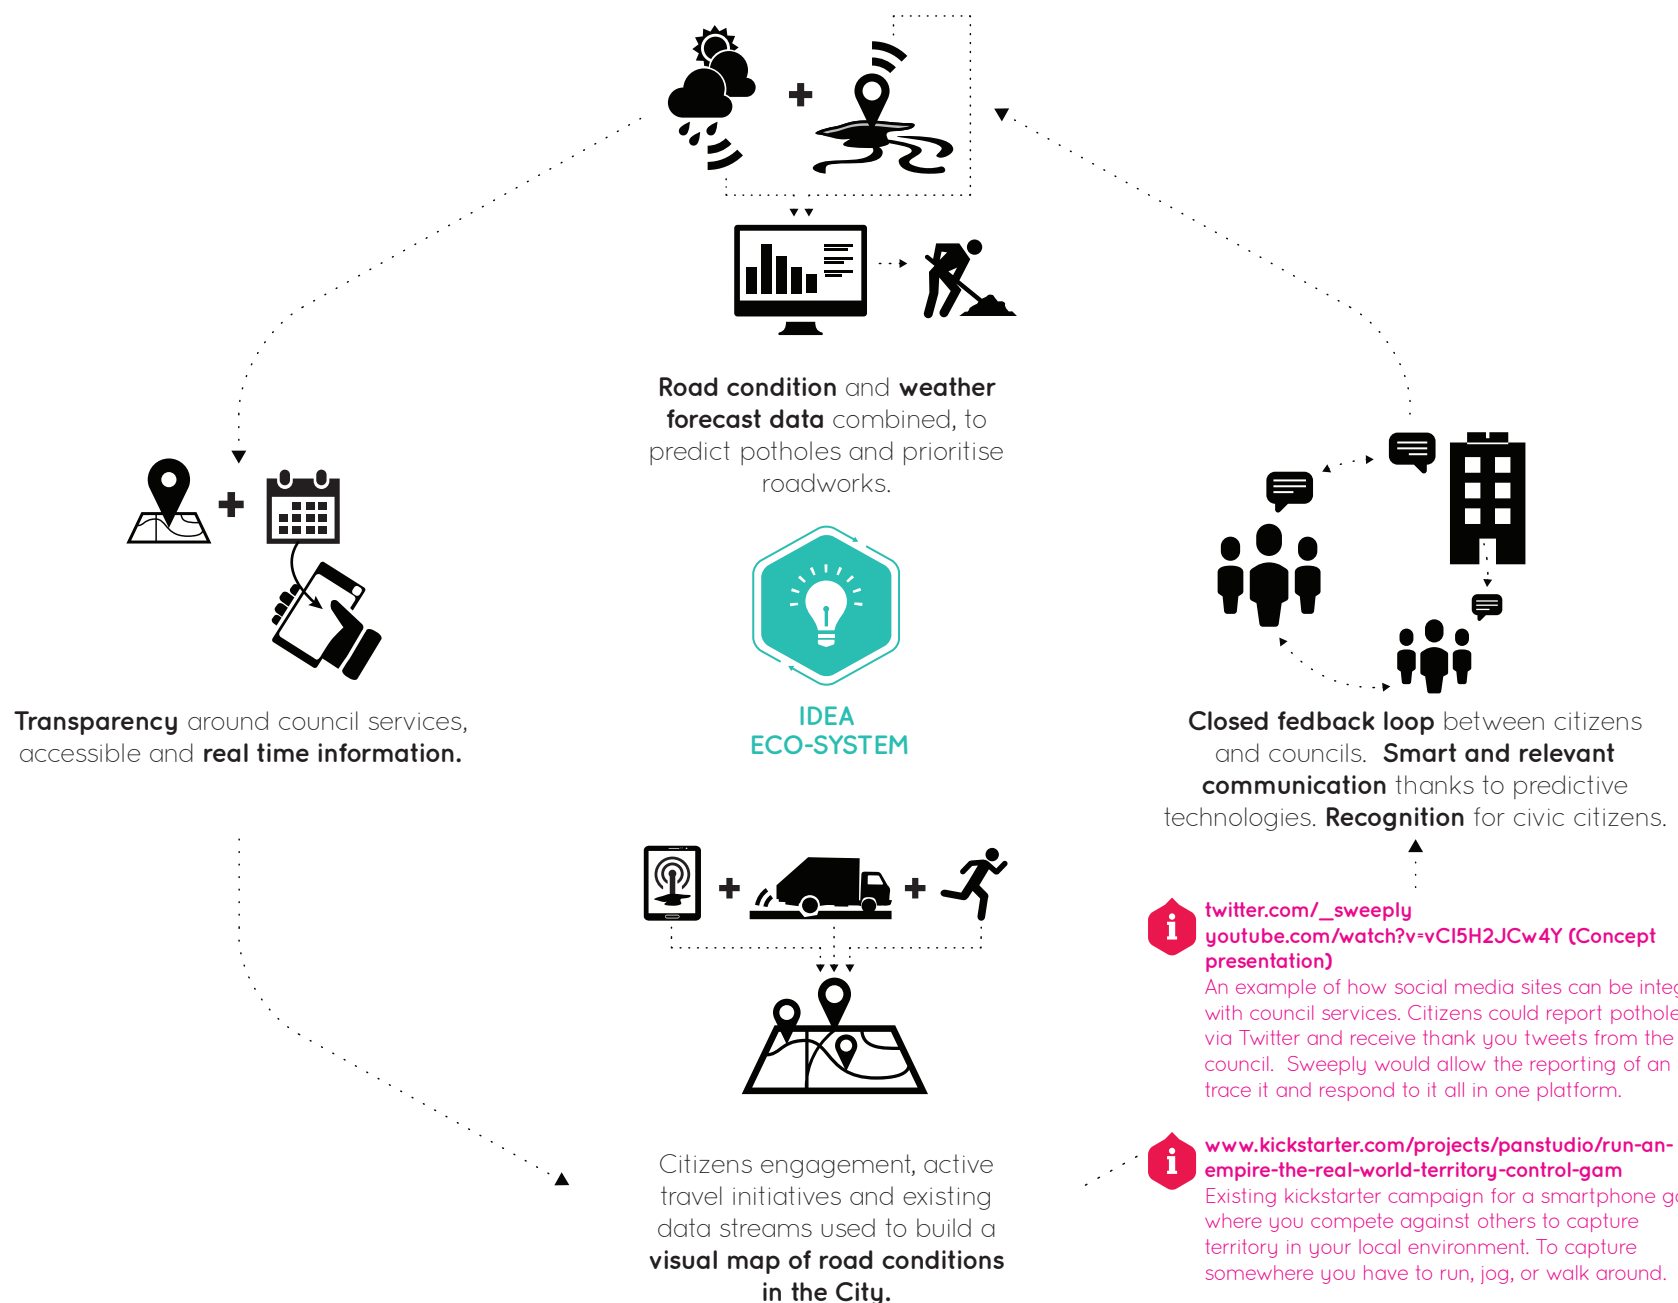 Road condition and weather
forecast data combined, to
predict potholes and prioritise
roadworks.
IDEA
ECO-SYSTEM
Transparency around council services,
accessible and real time information.
Closed fedback loop between citizens
and councils. Smart and relevant
communication thanks to predictive
technologies. Recognition for civic citizens.
twitter.com/_sweeply
youtube.com/watch?v=vCI5H2JCw4Y (Concept
presentation)
An example of how social media sites can be
with council services. Citizens could report
via Twitter and receive thank you tweets from the
council. Sweeply would allow the reporting of an
trace it and respond to it all in one platform.
www.kickstarter.com/projects/panstudio/run-an-
empire-the-real-world-territory-control-gam
Existing kickstarter campaign for a smartphone
where you compete against others to capture
territory in your local environment. To capture
somewhere you have to run, jog, or walk around.
Citizens engagement, active
travel initiatives and existing
data streams used to build a
visual map of road conditions
in the City.